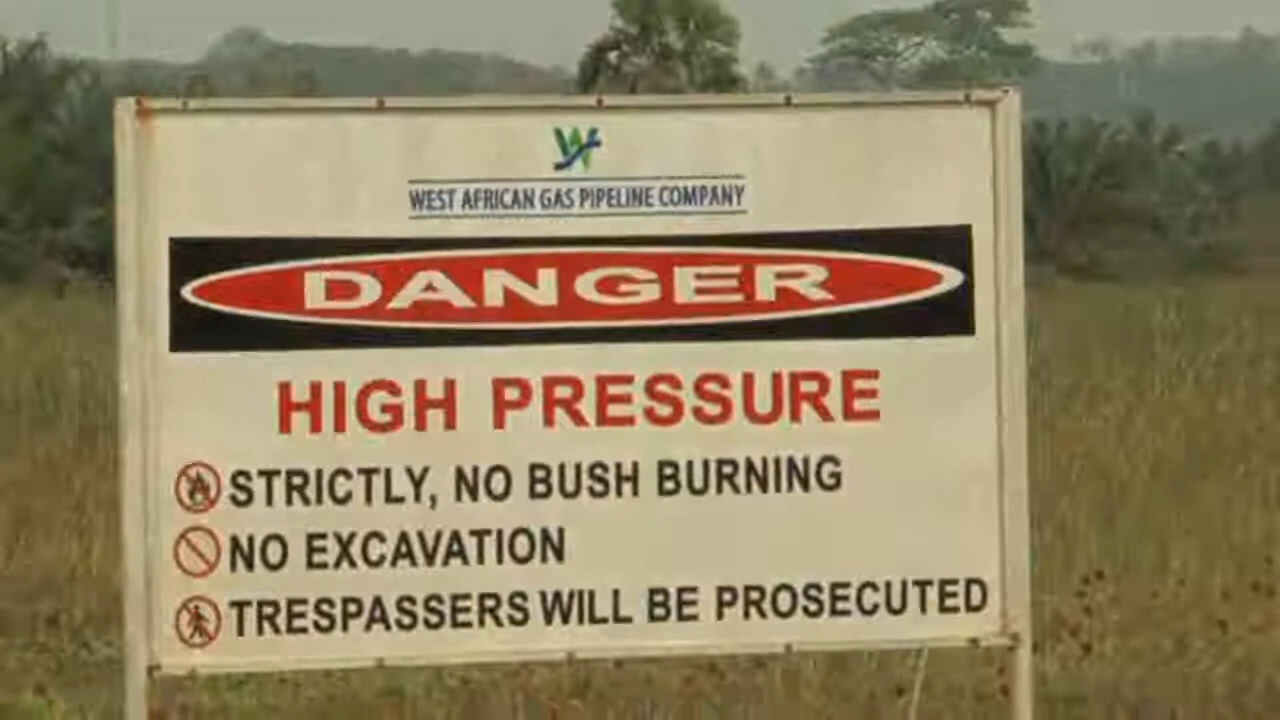 WEST AFRICAN GAS PIPELINE COMPANY
DANGER
HIGH PRESSURE
STRICTLY, NO BUSH BURNING
NO EXCAVATION
TRESPASSERS WILL BE PROSECUTED